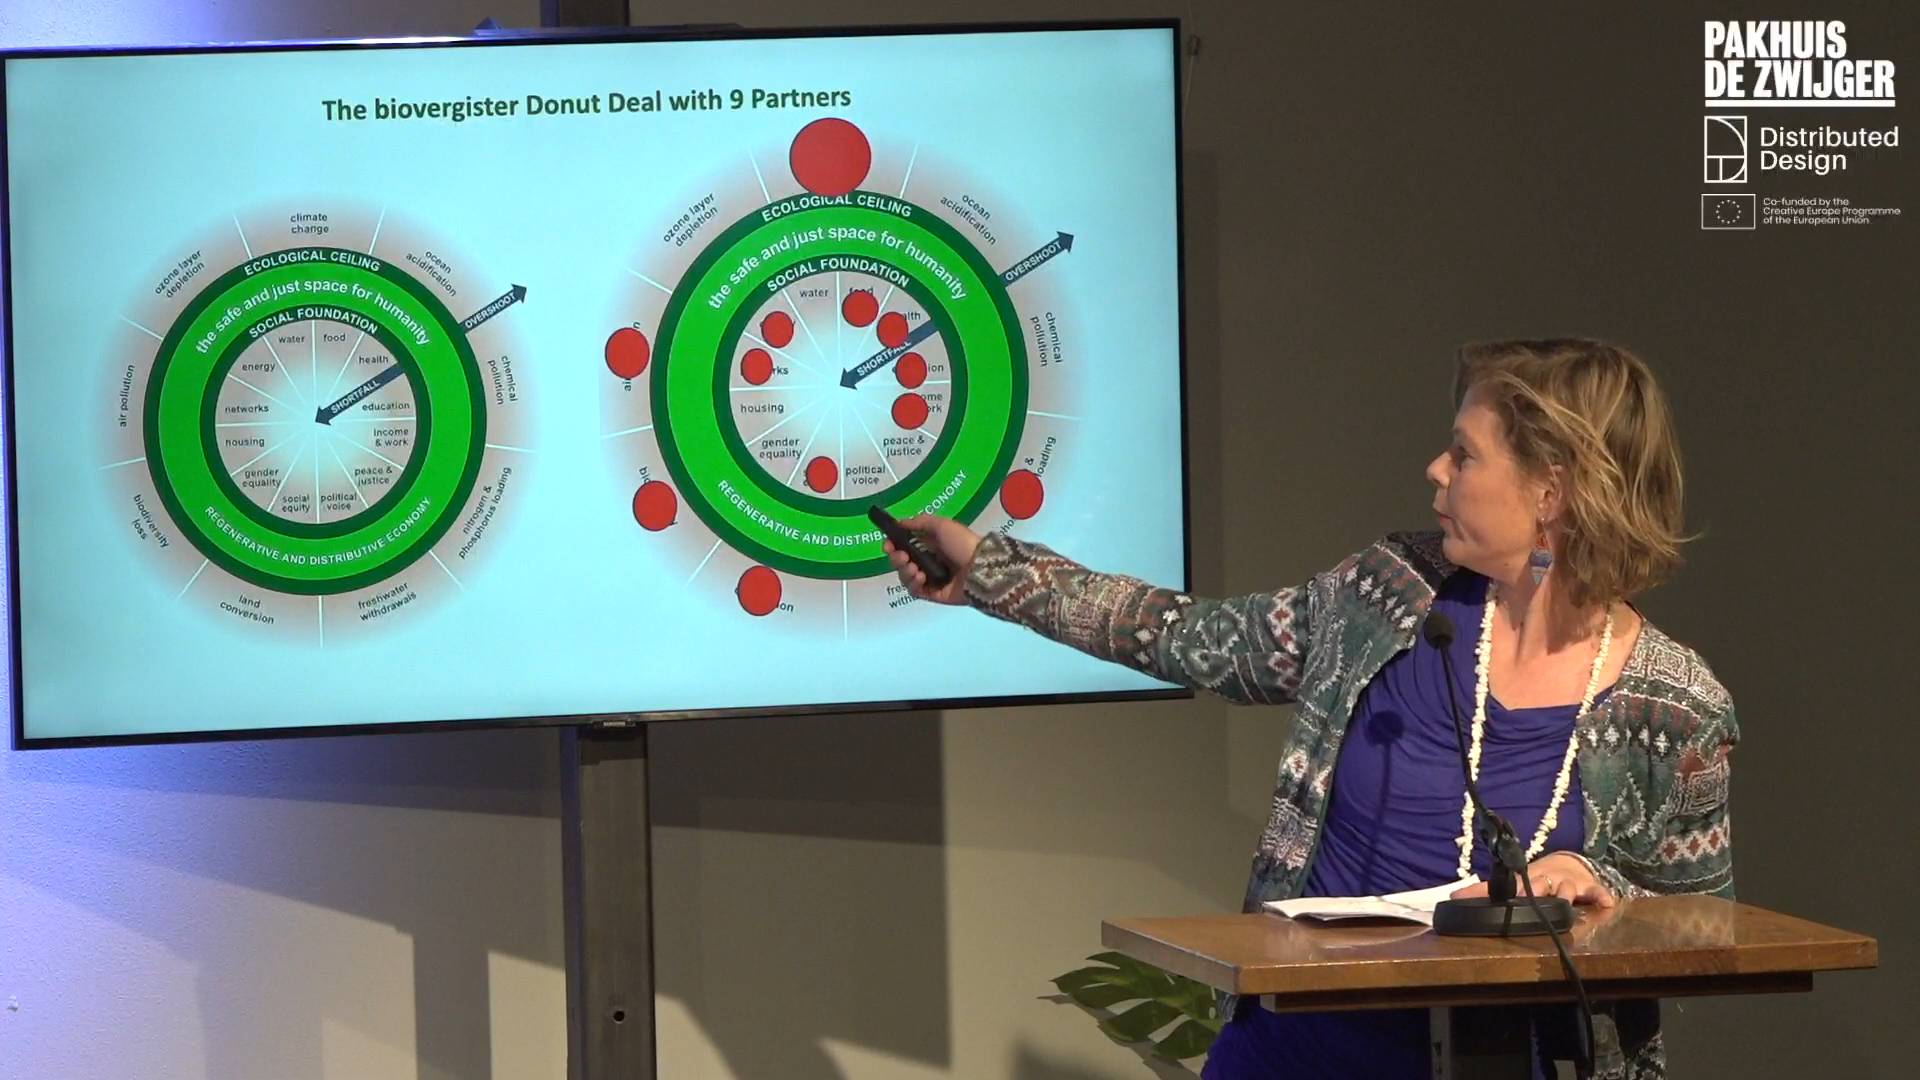 The biovergister Donut Deal with 9 Partners
climate
change
ozone layer
depletion
ocean
acidification
ECOLOGICAL CEILING
the safe and just space for humanity
OVERSHOOT
SOCIAL FOUNDATION
water
food
energy
health
SHORTFALL
networks
education
housing
income
& work
gender
equality
peace &
justice
social
equity
political
voice
REGENERATIVE AND DISTRIBUTIVE ECONOMY
air pollution
chemical
pollution
biodiversity
loss
nitrogen &
phosphorus loading
land
conversion
freshwater
withdrawals
ozone layer
depletion
ocean
acidification
ECOLOGICAL CEILING
the safe and just space for humanity
OVERSHOOT
SOCIAL FOUNDATION
water
SHORTFALL
housing
gender
equality
peace &
justice
political
voice
REGENERATIVE AND
chemical
pollution
&
PAKHUIS
DE ZWIJGER
Distributed
Design
Co-funded by the
Creative Europe Programme
of the European Union